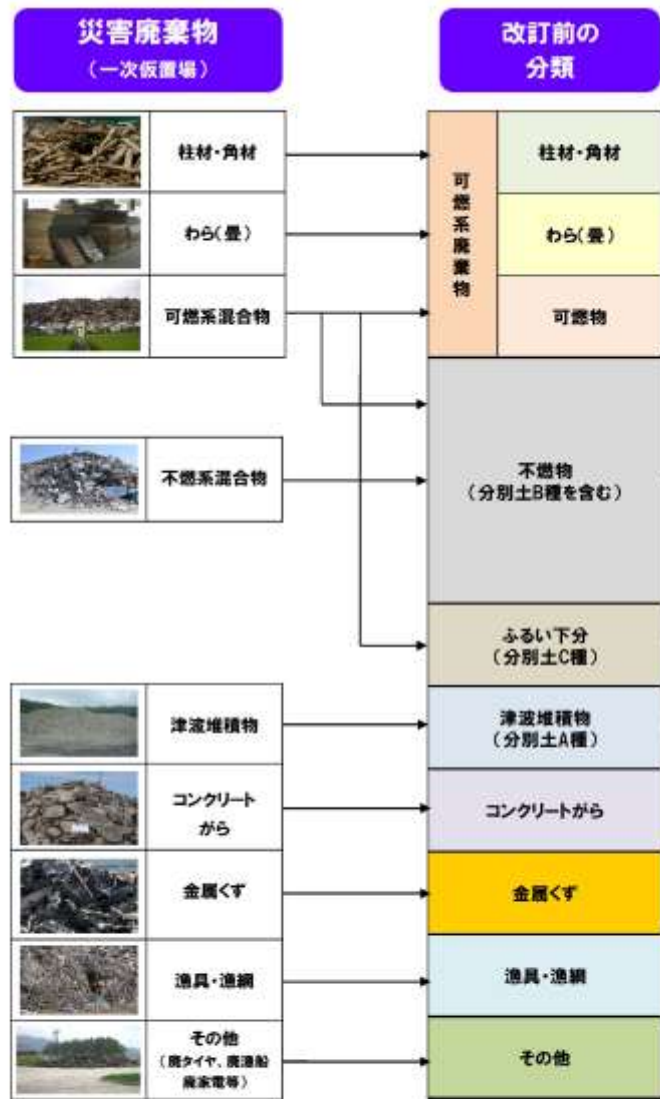 災害廃棄物
（一次仮置場）
改訂前の
分類
柱材・角材
わら（畳）
可燃系混合物
不燃系混合物
津波堆積物
コンクリート
がら
金属くず
漁具・漁網
その他
（廃タイヤ、廃漁船
廃家電等）
可燃系廃棄物
柱材・角材
わら（畳）
可燃物
不燃物
（分別土B種を含む）
ふるい下分
（分別土C種）
津波堆積物
（分別土A種）
コンクリートがら
金属くず
漁具・漁網
その他